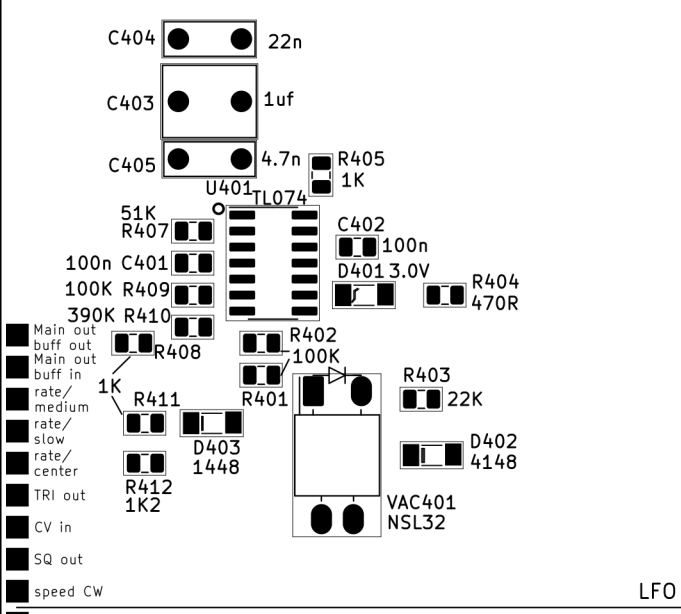 C404 22n
C403 1uf
C405 4.7n
R405
1K
U401 TL074
51K
R407
C402
100n
100n C401
D401 3.0V
100K R409
R404
470R
390K R410
R402
100K
R408
Main out
buff out
Main out
buff in
1K
R401
R403
22K
rate/
medium
R411
rate/
slow
D403
1448
D402
4148
rate/
center
R412
1K2
TRI out
VAC401
NSL32
CV in
SQ out
speed CW
LFO